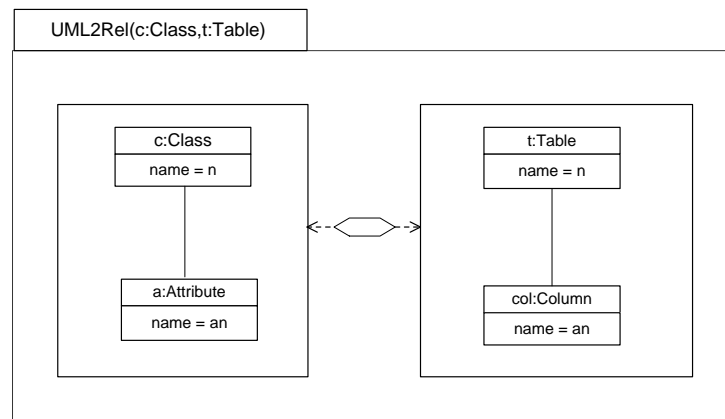 UML2Rel(c:Class,t:Table)
c:Class
name = n
a:Attribute
name = an
t:Table
name = n
col:Column
name = an